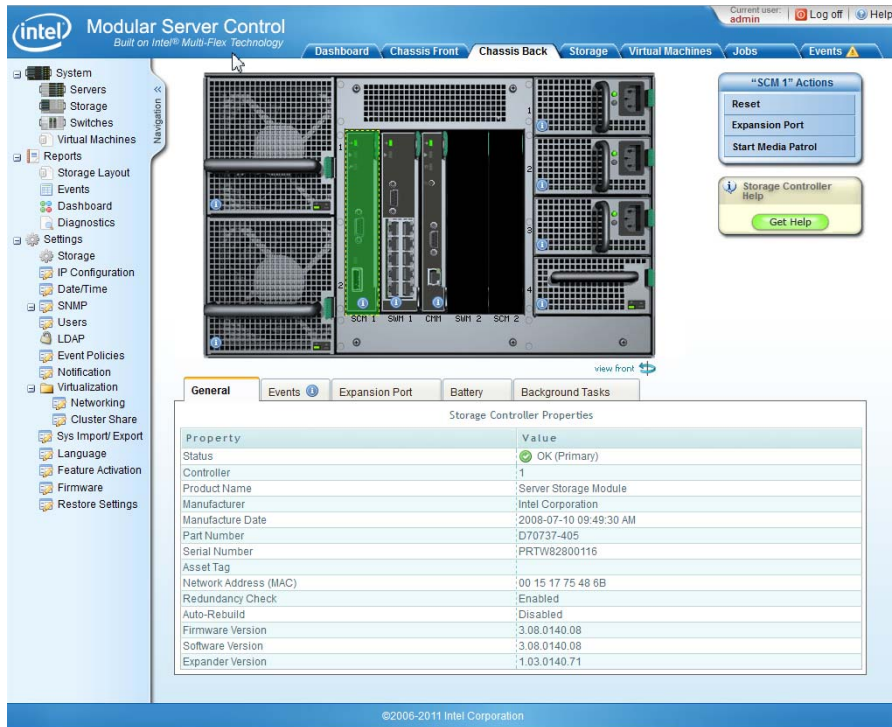 Current user:
admin
Log off
Help
intel
Modular Server Control
Built on Intel® Multi-Flex Technology
Dashboard
Chassis Front
Chassis Back
Storage
Virtual Machines
Jobs
Events
System
Servers
Storage
Switches
Virtual Machines
Reports
Storage Layout
Events
Dashboard
Diagnostics
Settings
Storage
IP Configuration
Date/Time
SNMP
Users
LDAP
Event Policies
Notification
Virtualization
Networking
Cluster Share
Sys Import/ Export
Language
Feature Activation
Firmware
Restore Settings
«
Navigation
1
2
1
2
3
4
SCM 1
SWM 1
CMM
SWM 2
SCM 2
view front
"SCM 1" Actions
Reset
Expansion Port
Start Media Patrol
Storage Controller
Help
Get Help
General
Events
Expansion Port
Battery
Background Tasks
Storage Controller Properties
Property Value
Status OK (Primary)
Controller 1
Product Name Server Storage Module
Manufacturer Intel Corporation
Manufacture Date 2008-07-10 09:49:30 AM
Part Number D70737-405
Serial Number PRTW82800116
Asset Tag
Network Address (MAC) 00 15 17 75 48 6B
Redundancy Check Enabled
Auto-Rebuild Disabled
Firmware Version 3.08.0140.08
Software Version 3.08.0140.08
Expander Version 1.03.0140.71
©2006-2011 Intel Corporation